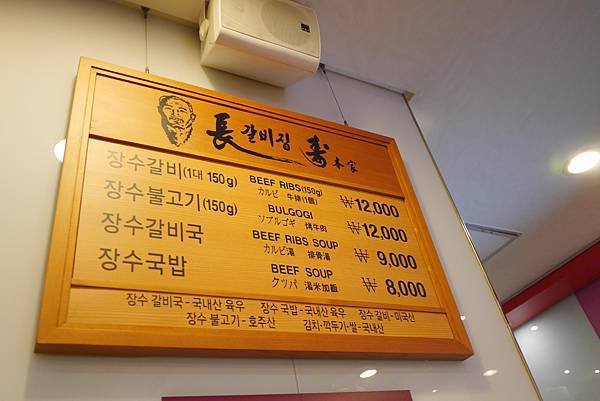 長 갈비집 壽 本家
장수갈비(1대 150g) BEEF RIBS(150g) ₩12,000
カルビ 牛排(1個)
장수불고기(150g) BULGOGI ₩12,000
ソプルゴギ 烤牛肉
장수갈비국 BEEF RIBS SOUP ₩9,000
カルビ湯 排骨湯
장수국밥 BEEF SOUP ₩8,000
クッパ 湯米加飯
장수 갈비국-국내산 육우 장수 국밥-국내산 육우 장수 갈비-미국산
장수 불고기-호주산 김치·깍두기·쌀-국내산